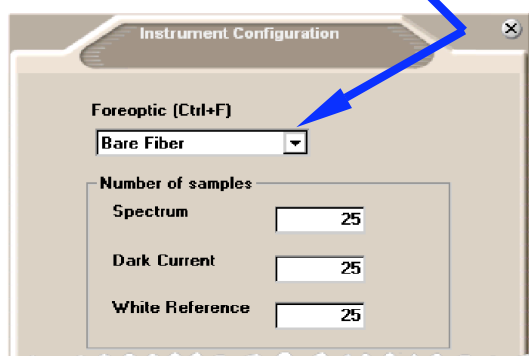 Instrument Configuration
Foreoptic (Ctrl+F)
Bare Fiber
Number of samples
Spectrum 25
Dark Current 25
White Reference 25